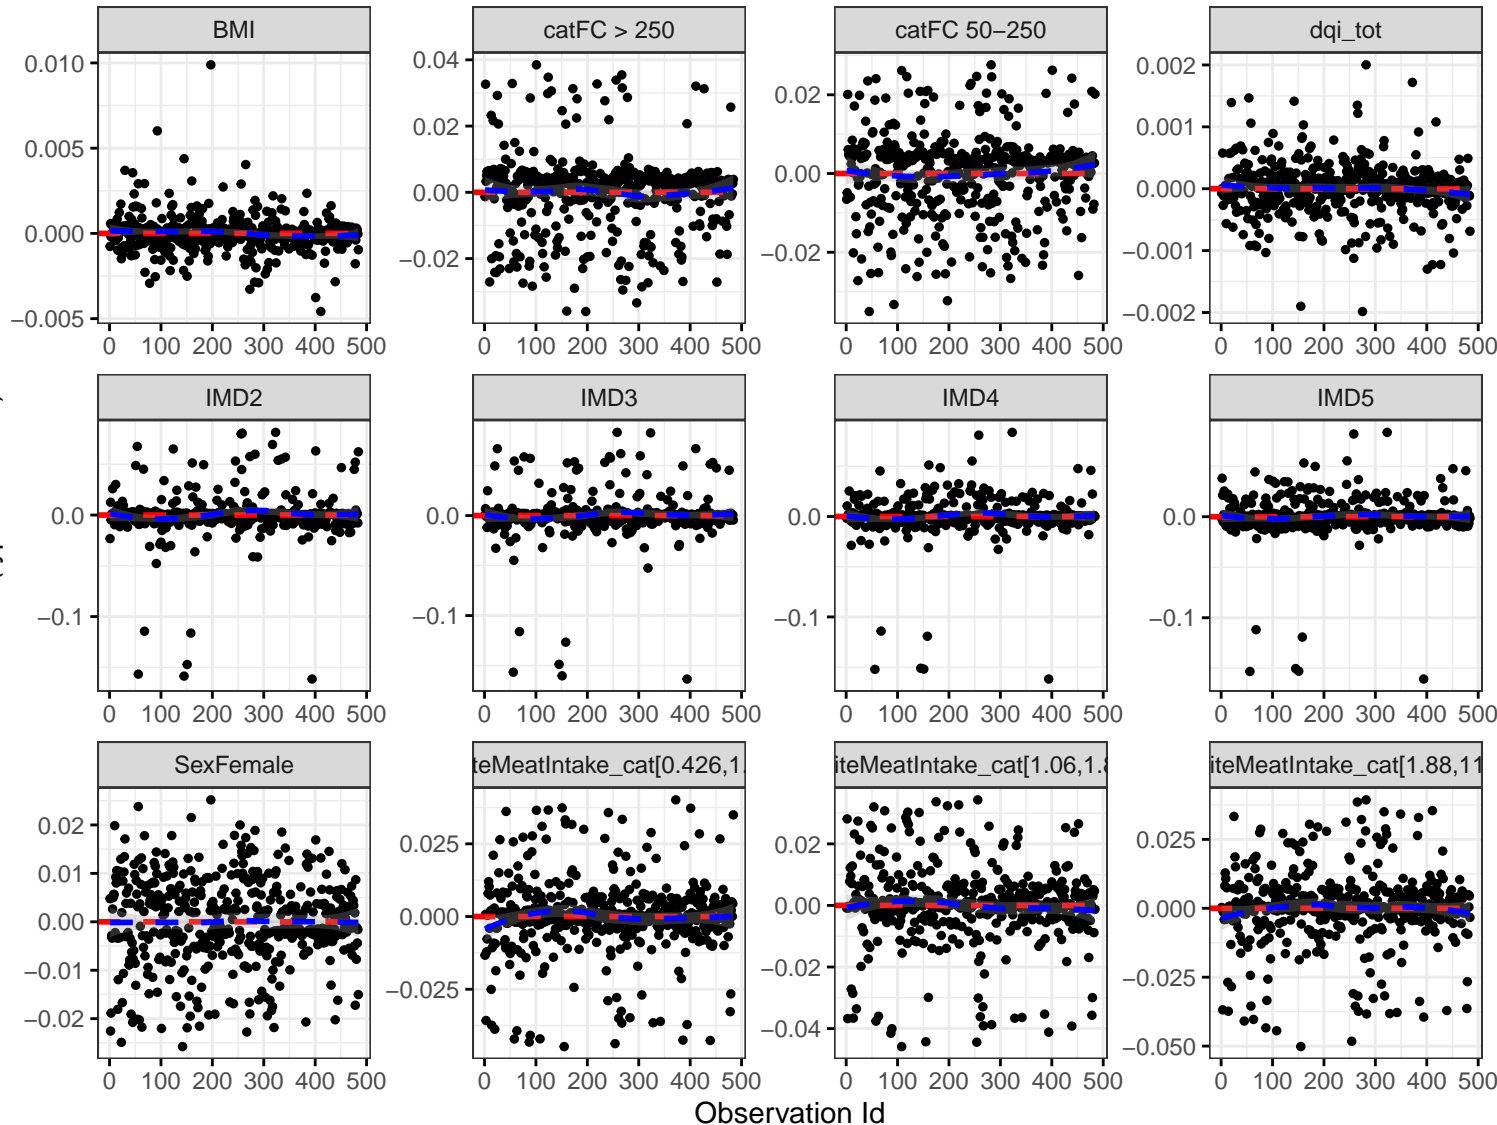 BMI
catFC > 250
catFC 50−250
dqi_tot
0.010
0.005
0.000
−0.005
0.04
0.02
0.00
−0.02
0.02
0.00
−0.02
0.002
0.001
0.000
−0.001
−0.002
0 100 200 300 400 500
0 100 200 300 400 500
0 100 200 300 400 500
0 100 200 300 400 500
IMD2
IMD3
IMD4
IMD5
0.0
−0.1
0.0
−0.1
0.0
−0.1
0.0
−0.1
0 100 200 300 400 500
0 100 200 300 400 500
0 100 200 300 400 500
0 100 200 300 400 500
SexFemale
teMeatIntake_cat[0.426,1.
iteMeatIntake_cat[1.06,1.8
iteMeatIntake_cat[1.88,11
0.02
0.01
0.00
−0.01
−0.02
0.025
0.000
−0.025
0.02
0.00
−0.02
−0.04
0.025
0.000
−0.025
−0.050
0 100 200 300 400 500
0 100 200 300 400 500
0 100 200 300 400 500
0 100 200 300 400 500
Observation Id